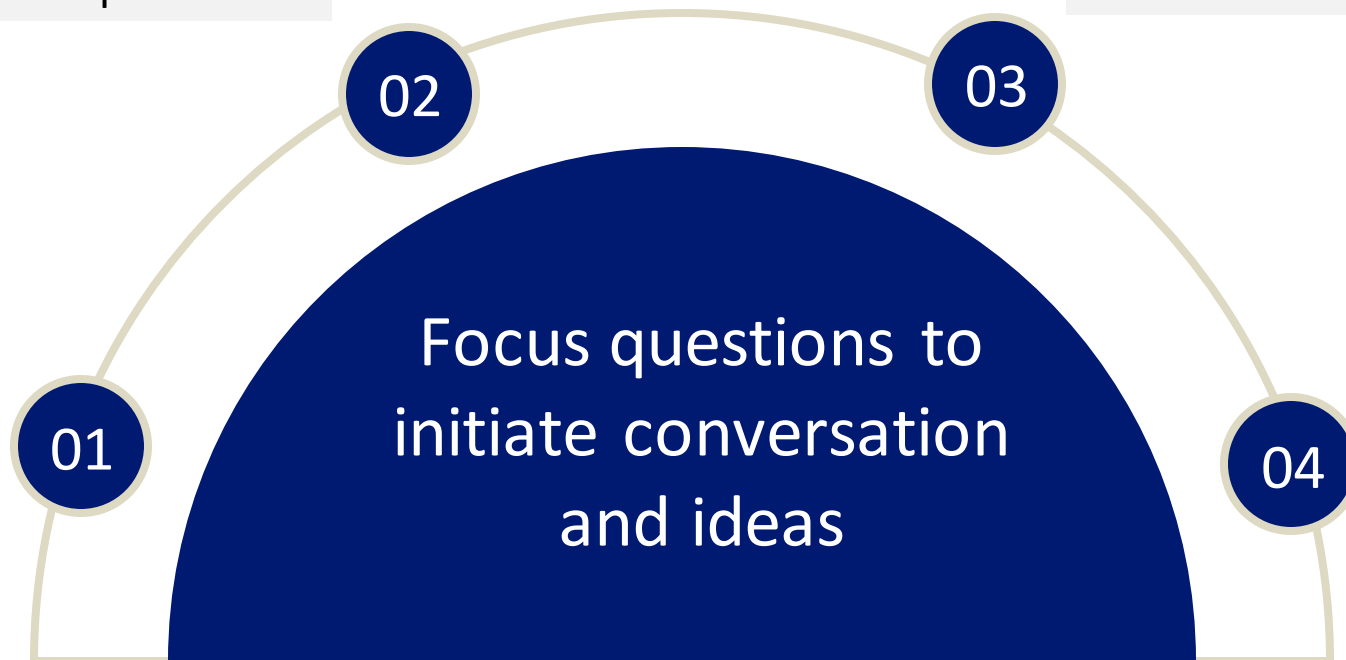 02
03
01
04
Focus questions to
initiate conversation
and ideas